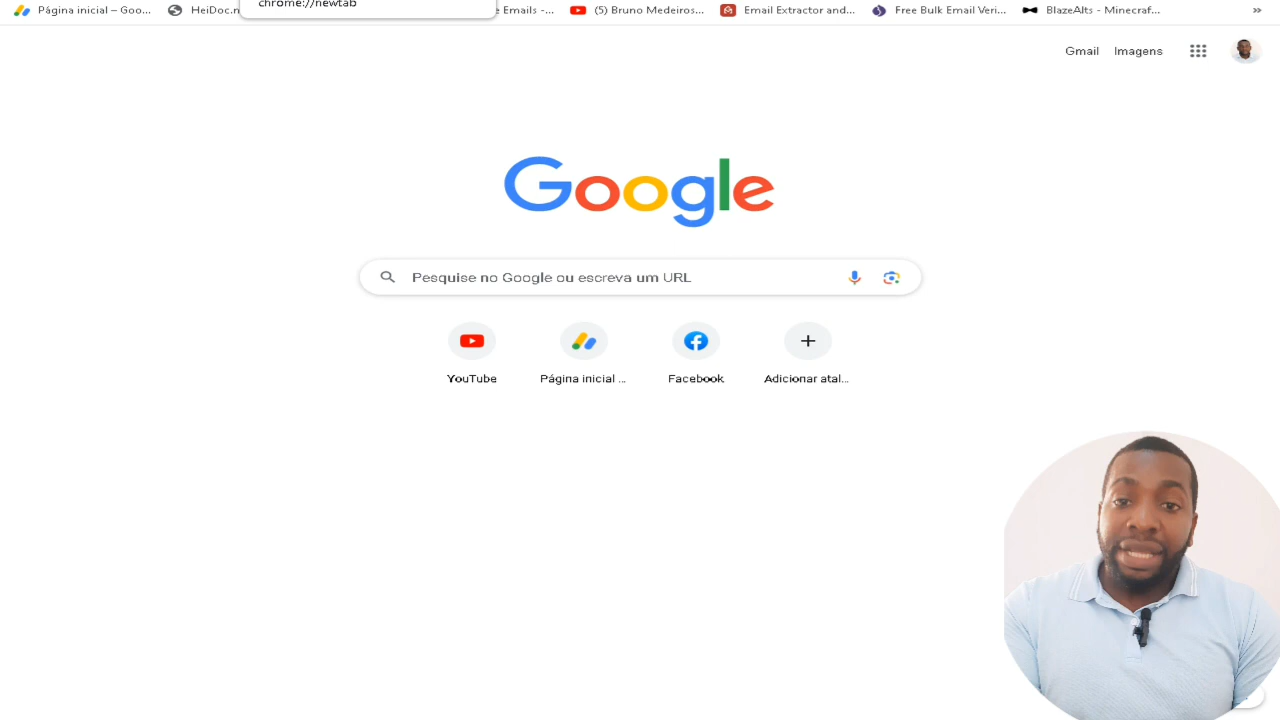 chrome://newtab
Página inicial – Goo...
HeiDoc.n
e Emails -...
(5) Bruno Medeiros...
Email Extractor and...
Free Bulk Email Veri...
BlazeAlts - Minecraf...
Gmail
Imagens
Google
Pesquise no Google ou escreva um URL
YouTube
Página inicial ...
Facebook
Adicionar atal...